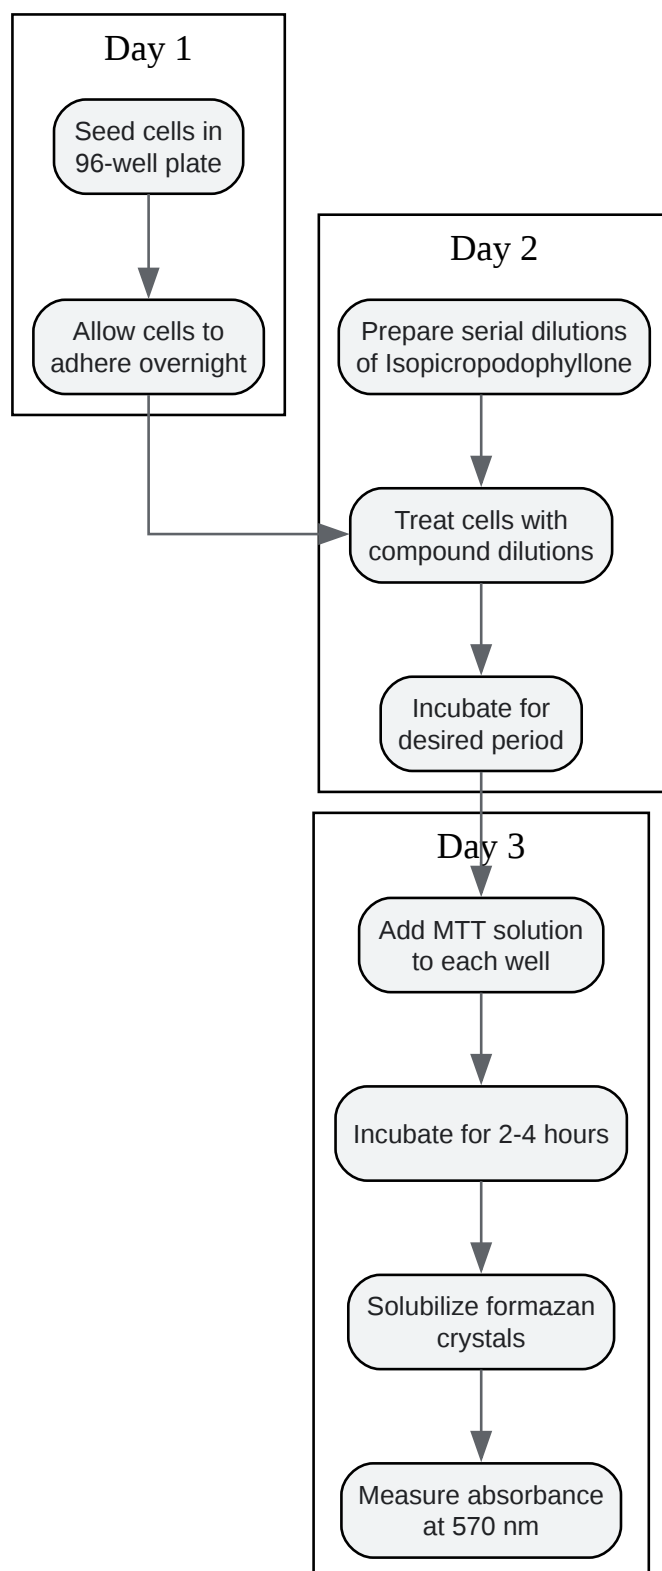 Day 1
Seed cells in
96-well plate
Allow cells to
adhere overnight
Day 2
Prepare serial dilutions
of Isopicropodophyllone
Treat cells with
compound dilutions
Incubate for
desired period
Day 3
Add MTT solution
to each well
Incubate for 2-4 hours
Solubilize formazan
crystals
Measure absorbance
at 570 nm